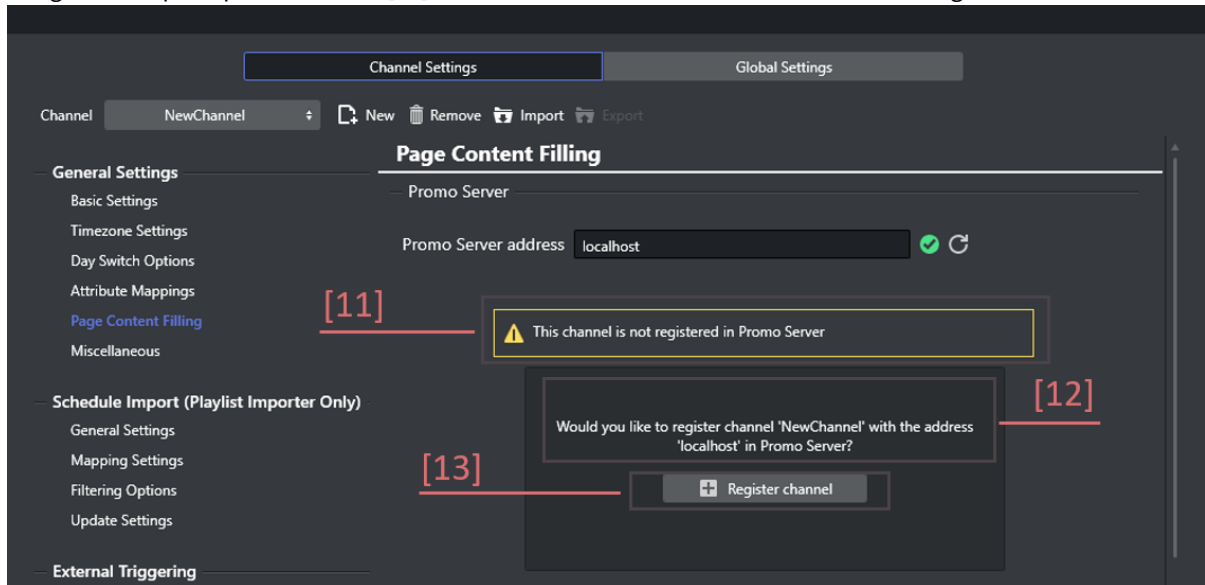 Channel Settings
Global Settings
Channel
NewChannel
New
Remove
Import
Export
Page Content Filling
General Settings
Basic Settings
Timezone Settings
Day Switch Options
Attribute Mappings
Page Content Filling
Miscellaneous
Schedule Import (Playlist Importer Only)
General Settings
Mapping Settings
Filtering Options
Update Settings
External Triggering
Promo Server
Promo Server address
localhost
[11]
This channel is not registered in Promo Server
[12]
Would you like to register channel 'NewChannel' with the address
'localhost' in Promo Server?
[13]
Register channel